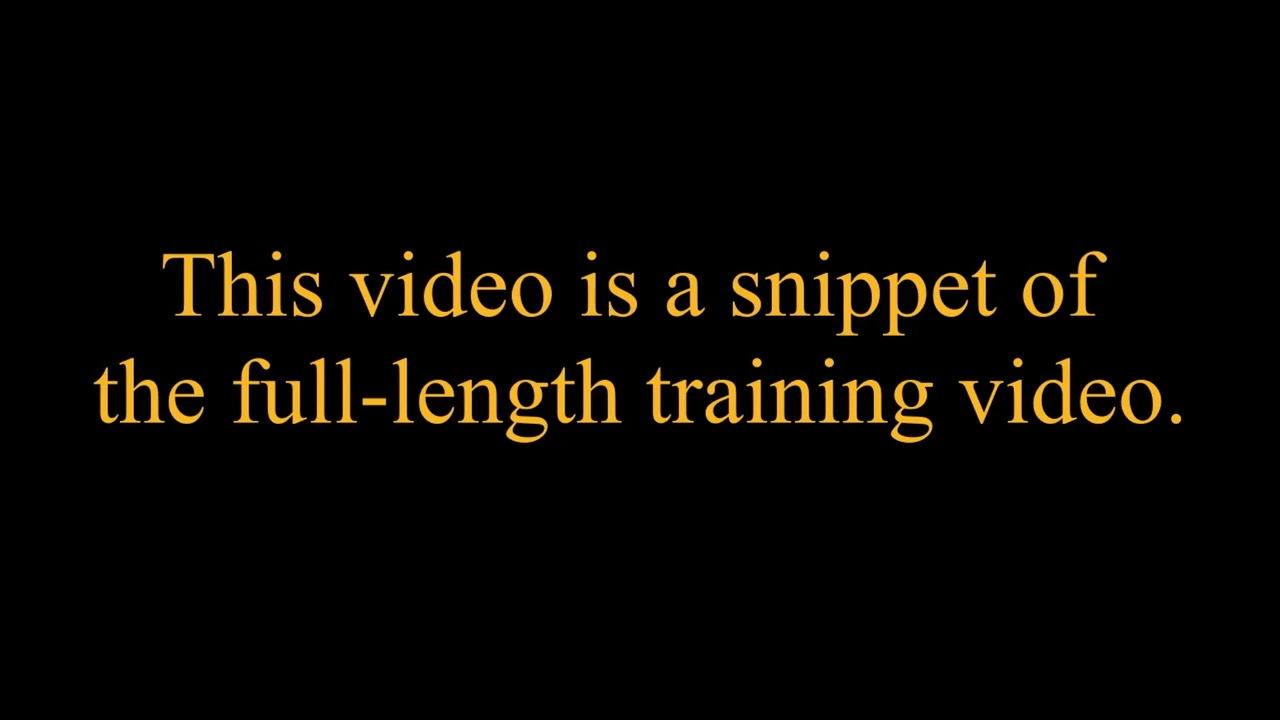 This video is a snippet of
the full-length training video.